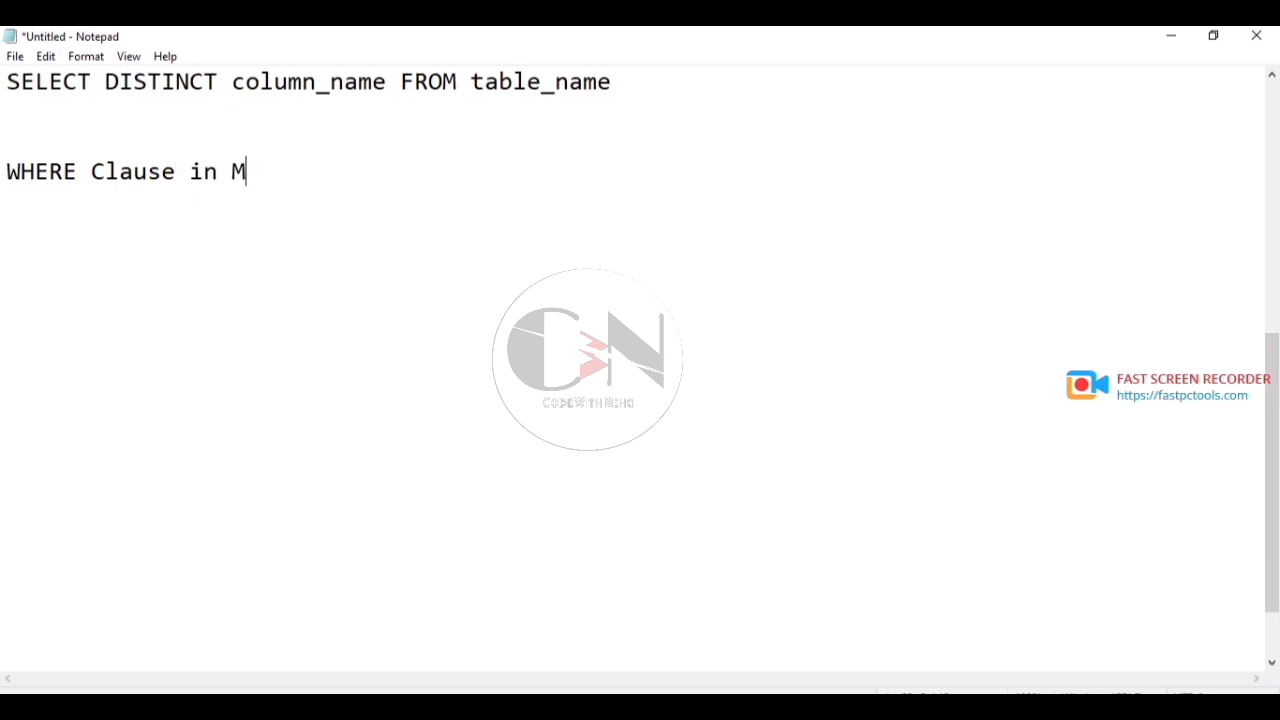 *Untitled - Notepad
File Edit Format View Help
SELECT DISTINCT column_name FROM table_name
WHERE Clause in M
FAST SCREEN RECORDER
https://fastpctools.com